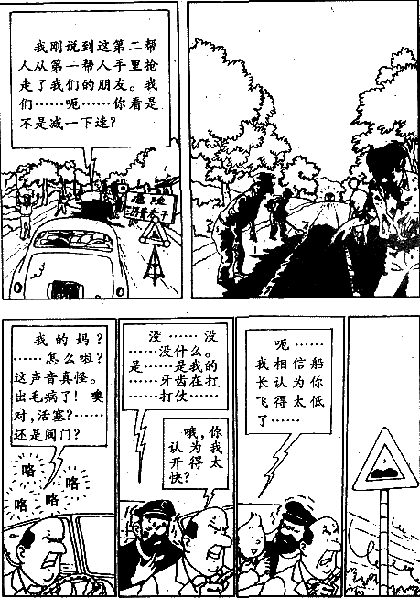 我刚说到这第二帮
人从第一帮人手里抢
走了我们的朋友。我
们……呃……你看是
不是减一下速？
我的妈？
……怎么啦？
这声音真怪。
出毛病了！噢
对，活塞？……
还是阀门？
咯
咯
咯
咯
没……没
……没什么。
是……是我的
……牙齿在打
……打仗……
哦，你
认为我
开得太
快？
呃……
我相信船
长认为你
飞得太低
了……